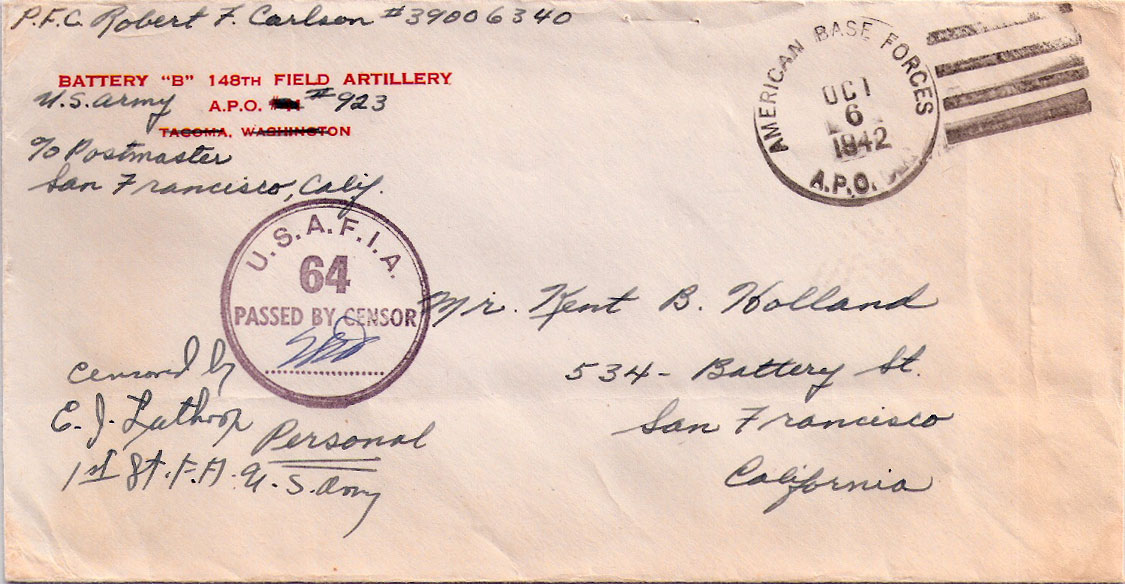 P.F.C. Robert F. Carlson #39006340
BATTERY "B" 148TH FIELD ARTILLERY
U.S. Army A.P.O. #923
TACOMA, WASHINGTON
c/o Postmaster
San Francisco, Calif.
AMERICAN BASE FORCES
OCT
6
1942
A.P.O.
U.S.A.F.I.A.
64
PASSED BY CENSOR
Mr. Kent B. Holland
534 - Battery St.
San Francisco
California
Censored by
E. J. Lathrop
1st Lt. F.A. U.S. Army
Personal